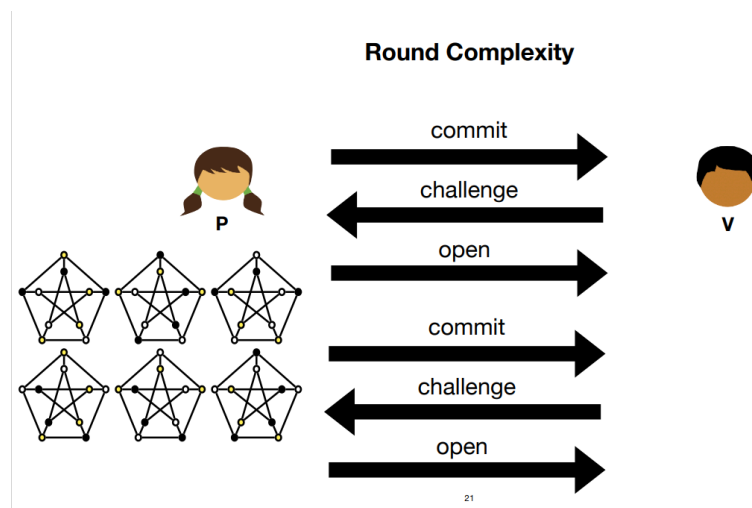 Round Complexity
commit
challenge
P
V
open
commit
challenge
open
21